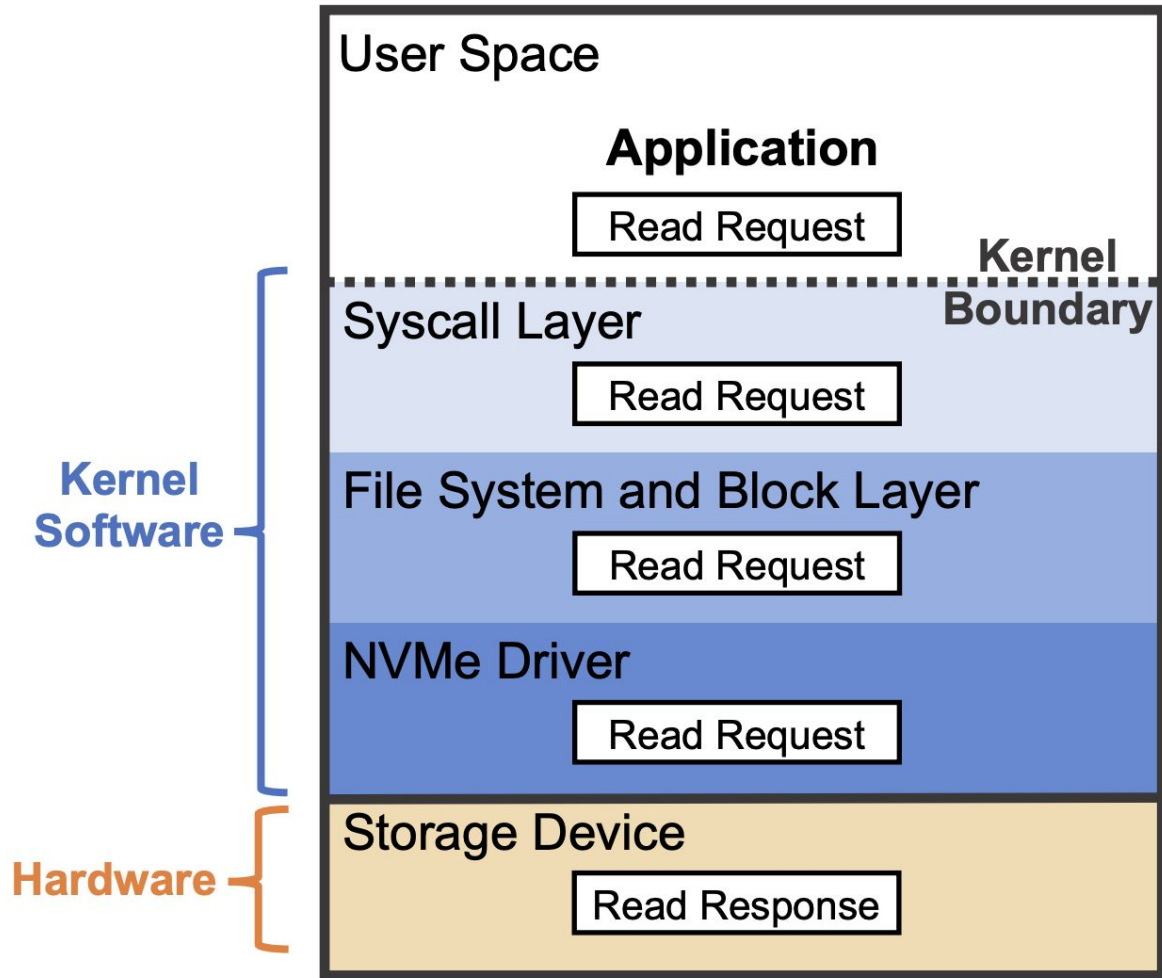 User Space
Application
Read Request
Kernel
Boundary
Syscall Layer
Read Request
Kernel
Software
File System and Block Layer
Read Request
NVMe Driver
Read Request
Hardware
Storage Device
Read Response